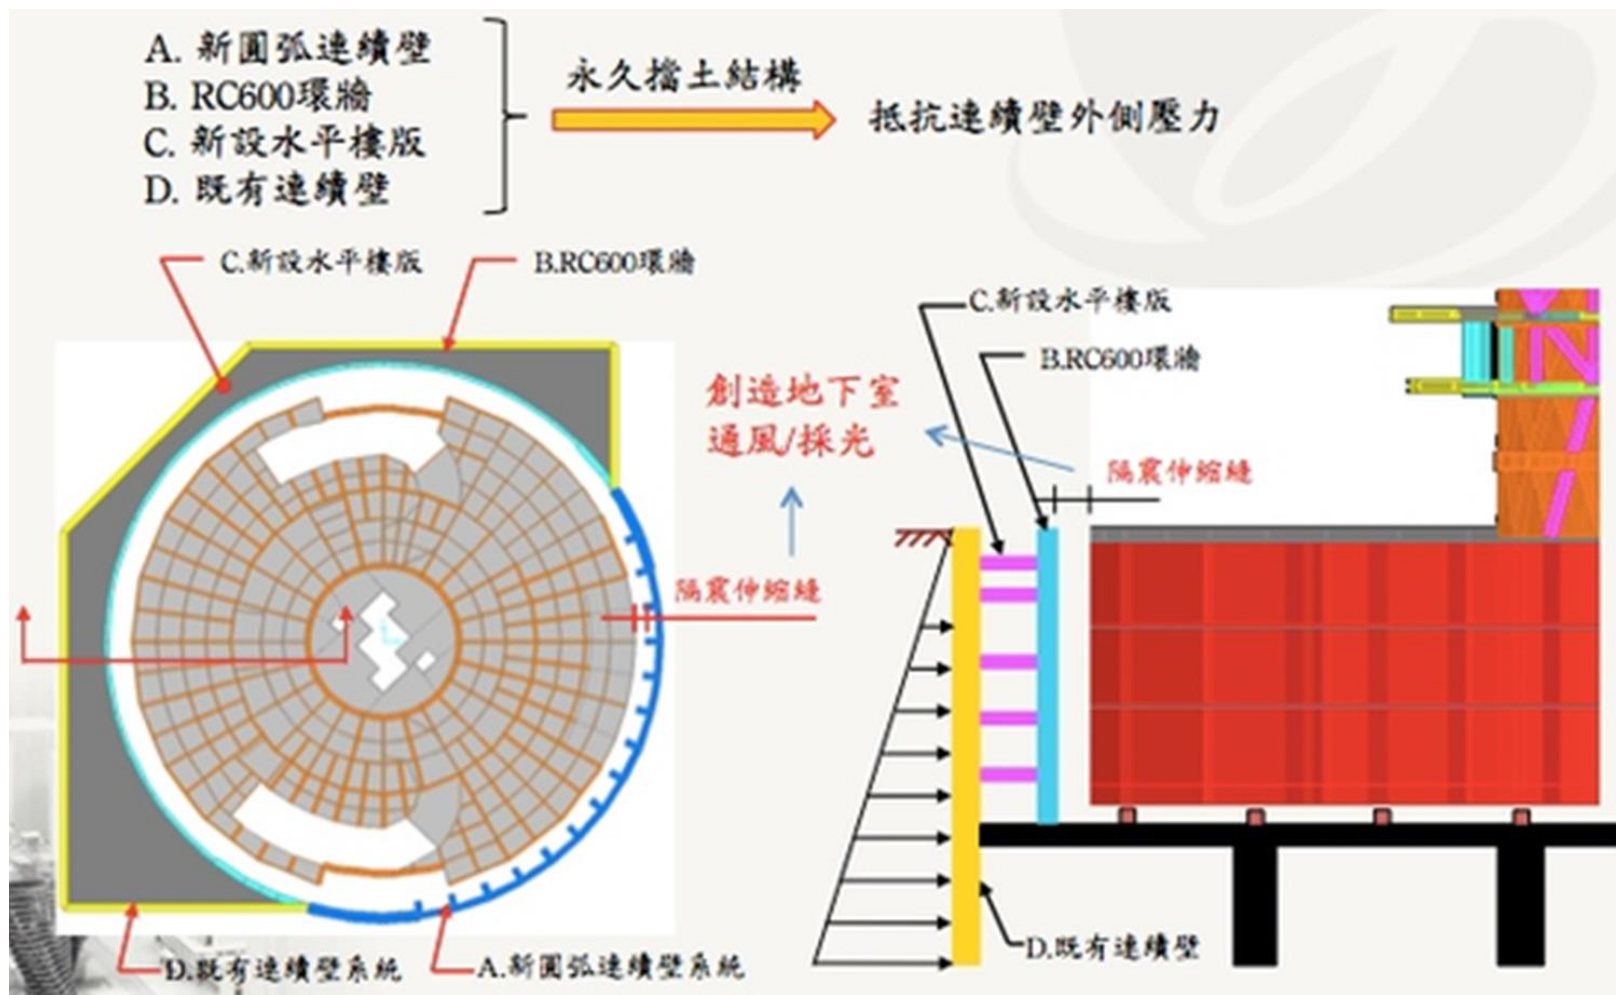 A. 新圓弧連續壁
B. RC600環牆
C. 新設水平樓版
D. 既有連續壁
永久擋土結構
抵抗連續壁外側壓力
C.新設水平樓版
B.RC600環牆
C.新設水平樓版
B.RC600環牆
創造地下室
通風/採光
隔震伸縮縫
隔震伸縮縫
D.既有連續壁
D.既有連續壁系統
A.新圓弧連續壁系統